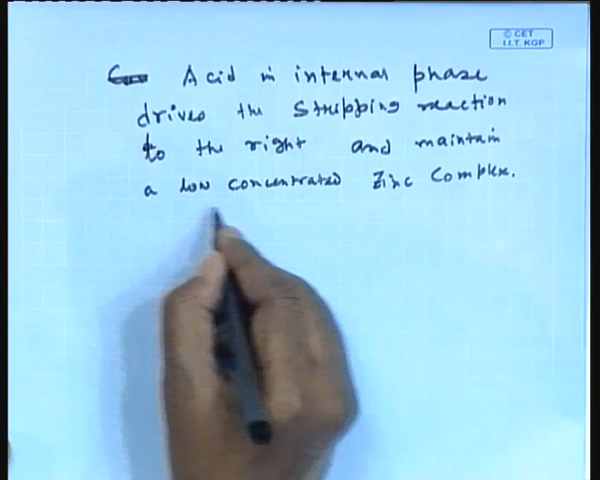 © CET
I.I.T. KGP
Acid in internal phase
drives the stripping reaction
to the right and maintain
a low concentrated Zinc Complex.